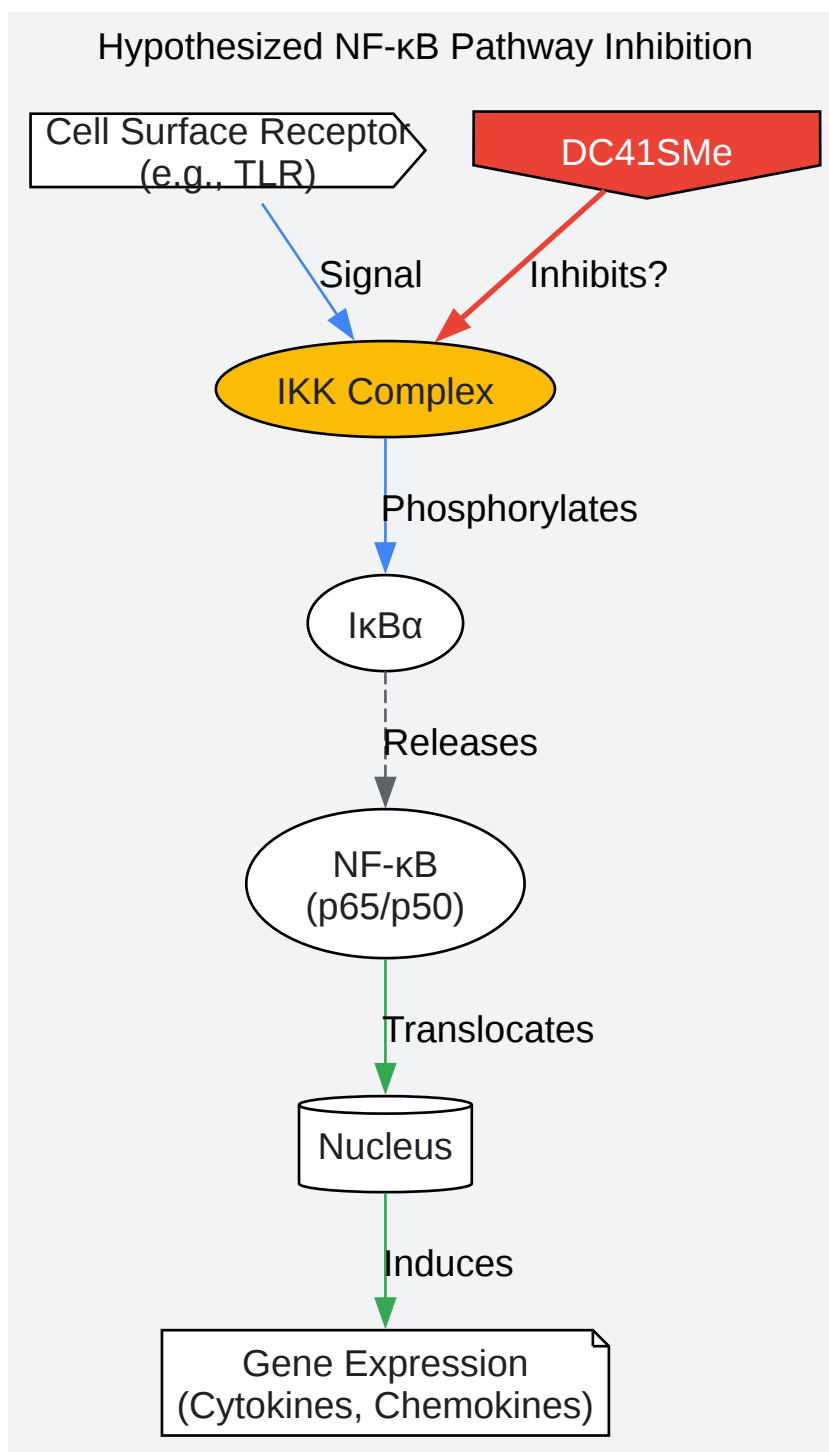 Hypothesized NF-κB Pathway Inhibition
Cell Surface Receptor
(e.g., TLR)
DC41SMe
Signal
Inhibits?
IKK Complex
Phosphorylates
IκBα
Releases
NF-κB
(p65/p50)
Translocates
Nucleus
Induces
Gene Expression
(Cytokines, Chemokines)